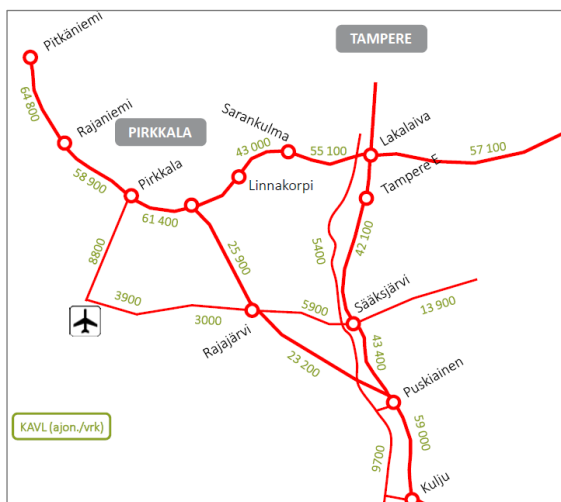 TAMPERE
Pitkäniemi
64 800
Rajaniemi
PIRKKALA
Sarankulma
43 000
55 100
Lakalaiva
57 100
58 900
Pirkkala
Linnakorpi
Tampere E
61 400
5400
42 100
8800
25 900
3900
3000
5900
Sääksjärvi
13 900
Rajajärvi
23 200
43 400
Puskiainen
KAVL (ajon./vrk)
59 000
9700
Kulju